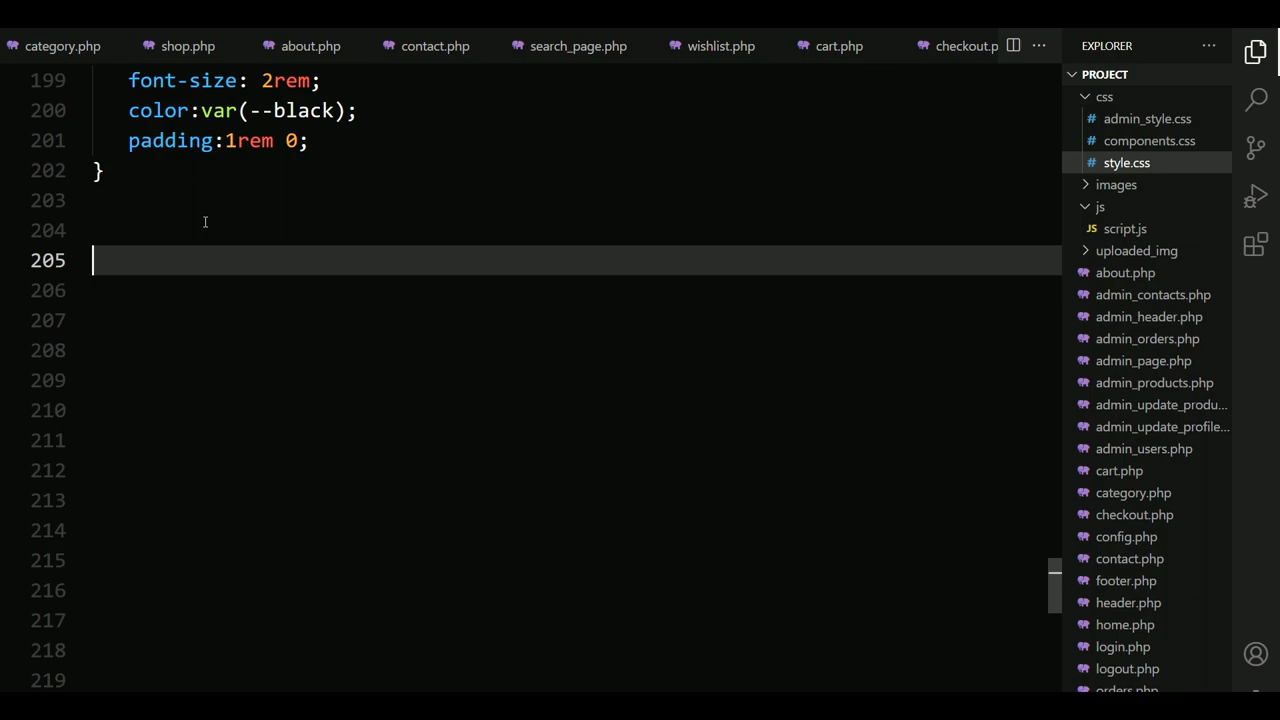 category.php shop.php about.php contact.php search_page.php wishlist.php cart.php checkout.p ··· EXPLORER ···
199 font-size: 2rem;
200 color:var(--black);
201 padding:1rem 0;
202 }
203
204
205
206
207
208
209
210
211
212
213
214
215
216
217
218
219
PROJECT
css
# admin_style.css
# components.css
# style.css
images
js
JS script.js
uploaded_img
about.php
admin_contacts.php
admin_header.php
admin_orders.php
admin_page.php
admin_products.php
admin_update_produ...
admin_update_profile...
admin_users.php
cart.php
category.php
checkout.php
config.php
contact.php
footer.php
header.php
home.php
login.php
logout.php
orders.php